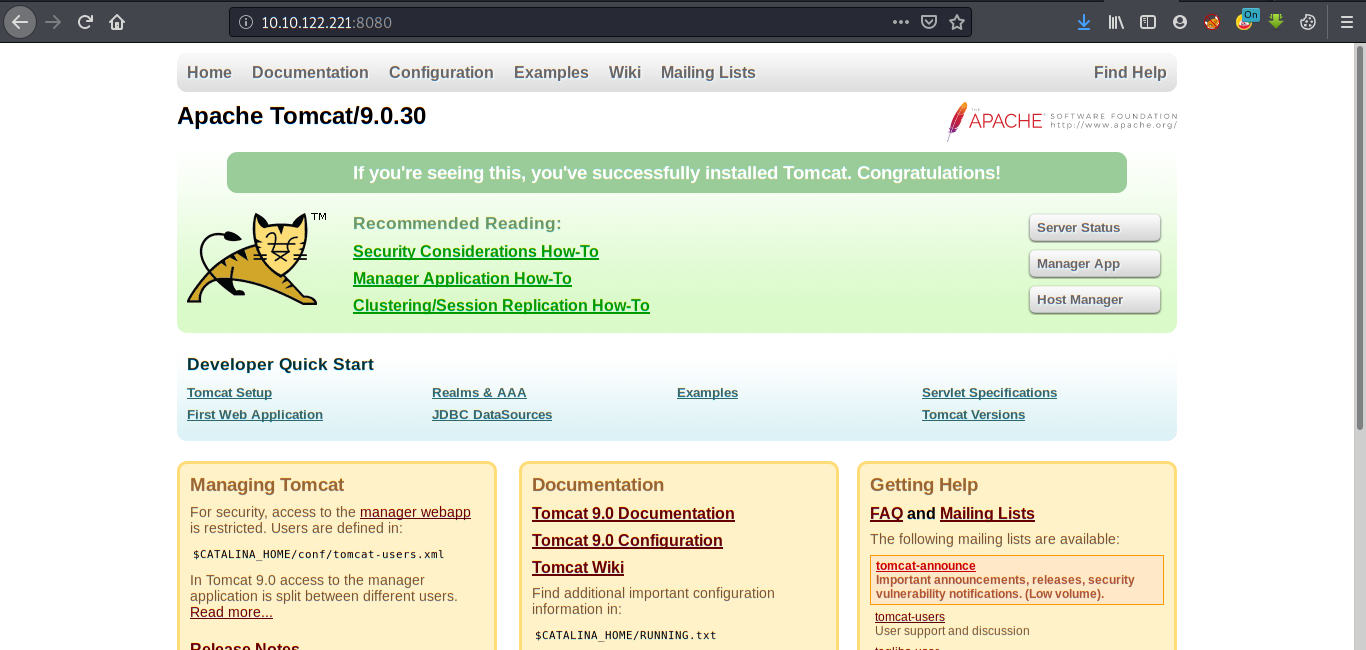 10.10.122.221:8080
On
Home Documentation Configuration Examples Wiki Mailing Lists Find Help
Apache Tomcat/9.0.30
THE
APACHE SOFTWARE FOUNDATION
http://www.apache.org/
If you're seeing this, you've successfully installed Tomcat. Congratulations!
TM
Recommended Reading:
Security Considerations How-To
Manager Application How-To
Clustering/Session Replication How-To
Server Status
Manager App
Host Manager
Developer Quick Start
Tomcat Setup
First Web Application
Realms & AAA
JDBC DataSources
Examples
Servlet Specifications
Tomcat Versions
Managing Tomcat
For security, access to the manager webapp
is restricted. Users are defined in:
$CATALINA_HOME/conf/tomcat-users.xml
In Tomcat 9.0 access to the manager
application is split between different users.
Read more...
Release Notes
Documentation
Tomcat 9.0 Documentation
Tomcat 9.0 Configuration
Tomcat Wiki
Find additional important configuration
information in:
$CATALINA_HOME/RUNNING.txt
Getting Help
FAQ and Mailing Lists
The following mailing lists are available:
tomcat-announce
Important announcements, releases, security
vulnerability notifications. (Low volume).
tomcat-users
User support and discussion